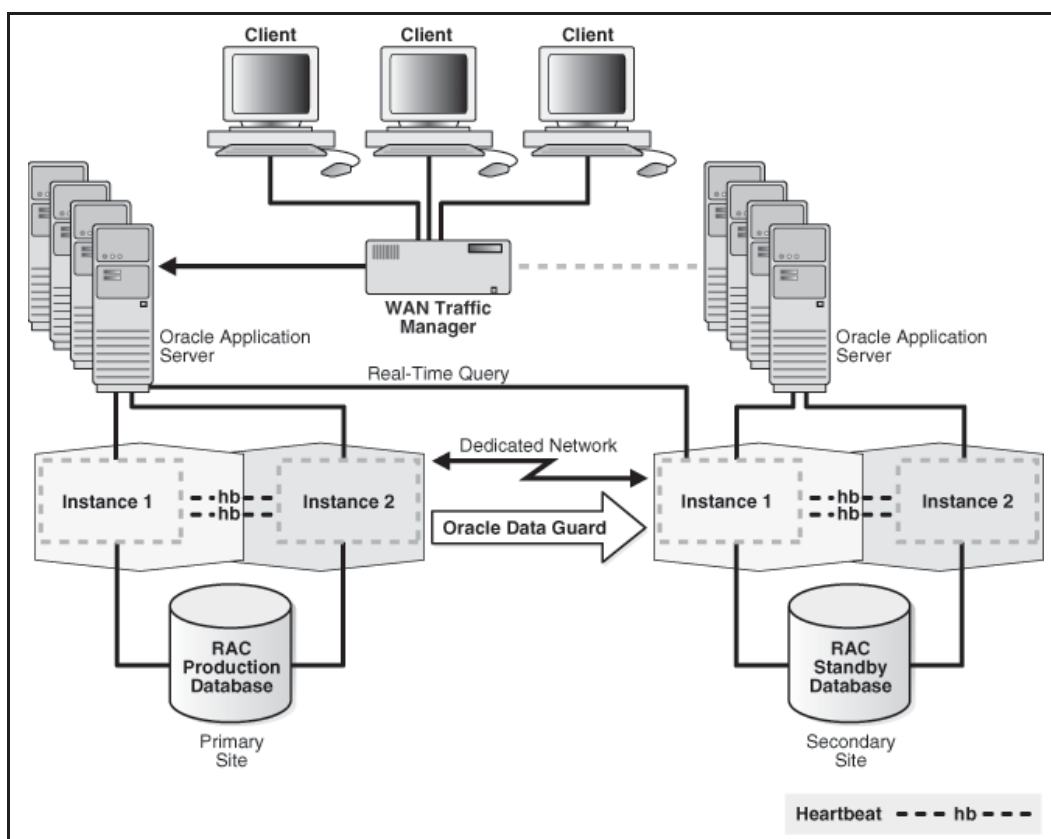 Client
Client
Client
WAN Traffic
Manager
Oracle Application
Server
Oracle Application
Server
Real-Time Query
Dedicated Network
Instance 1
hb
hb
Instance 2
Oracle Data Guard
Instance 1
hb
hb
Instance 2
RAC
Production
Database
RAC
Standby
Database
Primary
Site
Secondary
Site
Heartbeat
hb